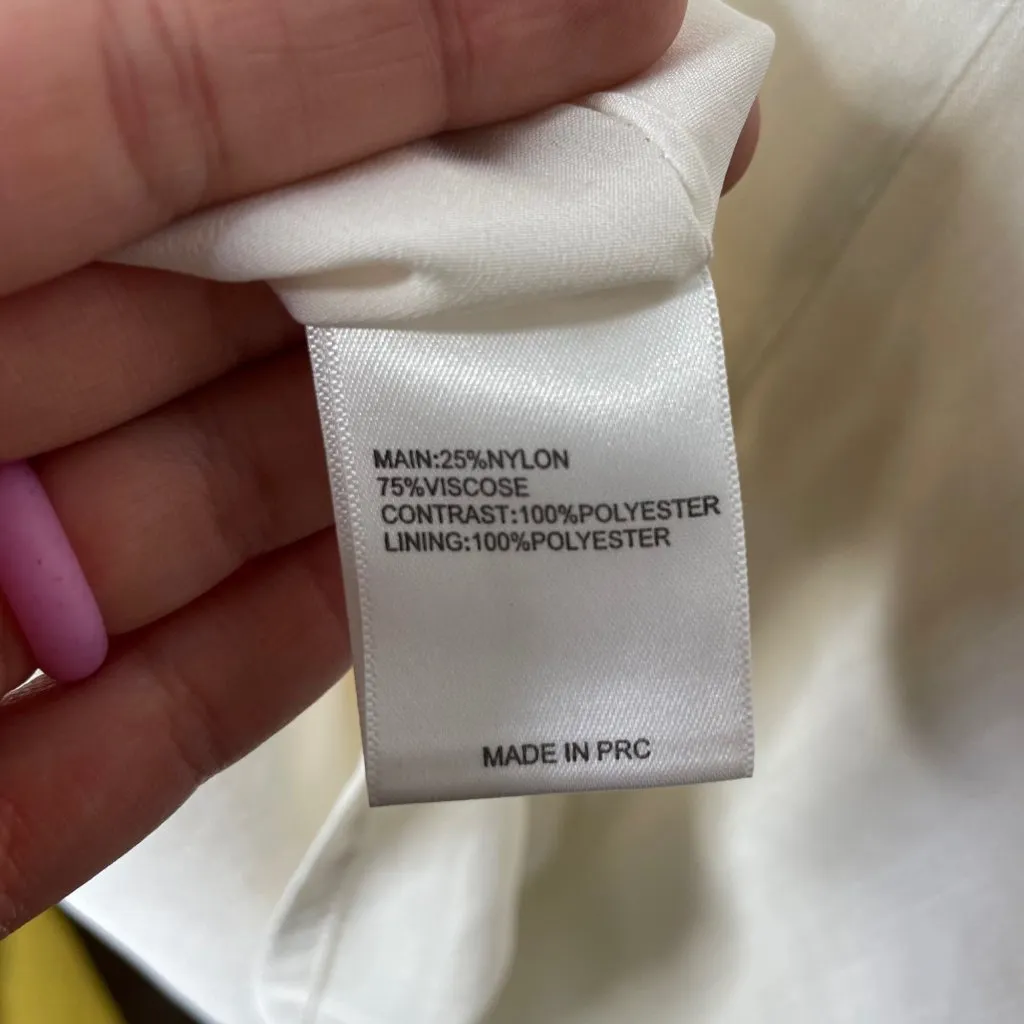 MAIN:25%NYLON
75%VISCOSE
CONTRAST:100%POLYESTER
LINING:100%POLYESTER
MADE IN PRC